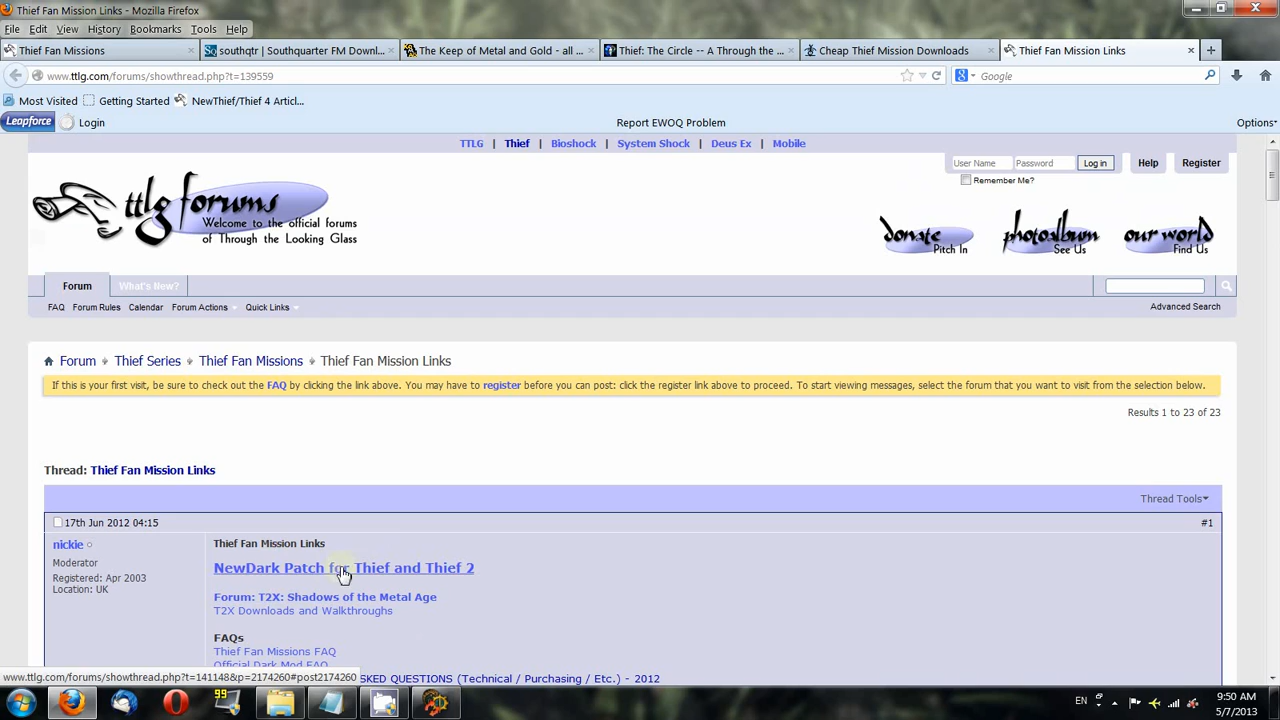 Thief Fan Mission Links - Mozilla Firefox
File Edit View History Bookmarks Tools Help
Thief Fan Missions × southqtr | Southquarter FM Downl... × The Keep of Metal and Gold - all ... × Thief: The Circle -- A Through the ... × Cheap Thief Mission Downloads × Thief Fan Mission Links × +
www.ttlg.com/forums/showthread.php?t=139559 Google
Most Visited Getting Started NewThief/Thief 4 Articl...
Leapforce Login Report EWOQ Problem Options
TTLG | Thief | Bioshock | System Shock | Deus Ex | Mobile
User Name Password Log in Help Register
Remember Me?
ttlg forums
Welcome to the official forums
of Through the Looking Glass
donate Pitch In
photoalbum See Us
our world Find Us
Forum What's New?
FAQ Forum Rules Calendar Forum Actions Quick Links Advanced Search
Forum Thief Series Thief Fan Missions Thief Fan Mission Links
If this is your first visit, be sure to check out the FAQ by clicking the link above. You may have to register before you can post: click the register link above to proceed. To start viewing messages, select the forum that you want to visit from the selection below.
Results 1 to 23 of 23
Thread: Thief Fan Mission Links
Thread Tools
17th Jun 2012 04:15 #1
nickie
Moderator
Registered: Apr 2003
Location: UK
Thief Fan Mission Links
NewDark Patch for Thief and Thief 2
Forum: T2X: Shadows of the Metal Age
T2X Downloads and Walkthroughs
FAQs
Thief Fan Missions FAQ
Official Dark Mod FAQ
SKED QUESTIONS (Technical / Purchasing / Etc.) - 2012
www.ttlg.com/forums/showthread.php?t=141148&p=2174260#post2174260
99
EN
9:50 AM
5/7/2013